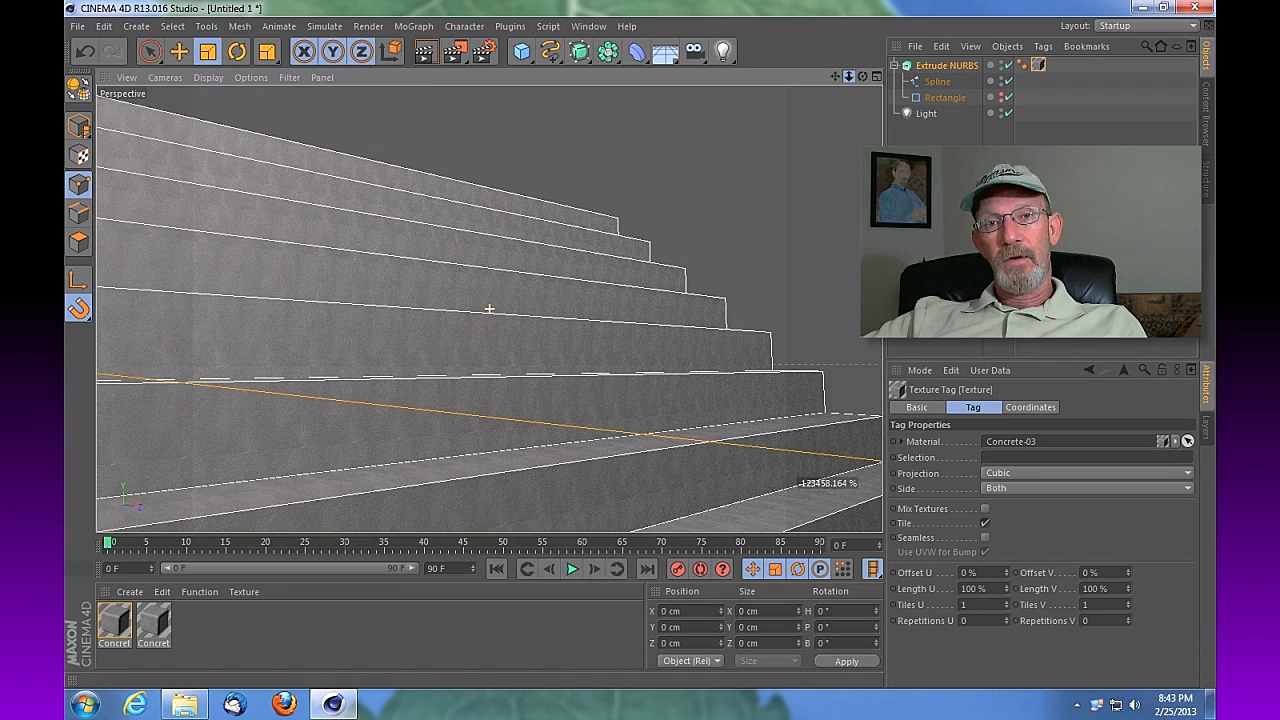 CINEMA 4D R13.016 Studio - [Untitled 1 *]
File Edit Create Select Tools Mesh Animate Simulate Render MoGraph Character Plugins Script Window Help
Layout: Startup
View Cameras Display Options Filter Panel
File Edit View Objects Tags Bookmarks
Perspective
Extrude NURBS
Spline
Rectangle
Light
Objects
Content Browser
Structure
-123458.164 %
Mode Edit User Data
Texture Tag [Texture]
Basic Tag Coordinates
Tag Properties
Material Concrete-03
Selection
Projection Cubic
Side Both
Mix Textures
Tile
Seamless
Use UVW for Bump
Offset U 0 % Offset V 0 %
Length U 100 % Length V 100 %
Tiles U 1 Tiles V 1
Repetitions U 0 Repetitions V 0
Attributes
Layers
Y
Z
0 5 10 15 20 25 30 35 40 45 50 55 60 65 70 75 80 85 90 0 F
0 F 0 F 90 F 90 F
Create Edit Function Texture
Concret Concret
Position Size Rotation
X 0 cm X 0 cm H 0 °
Y 0 cm Y 0 cm P 0 °
Z 0 cm Z 0 cm B 0 °
Object (Rel) Size Apply
MAXON
CINEMA 4D
8:43 PM
2/25/2013